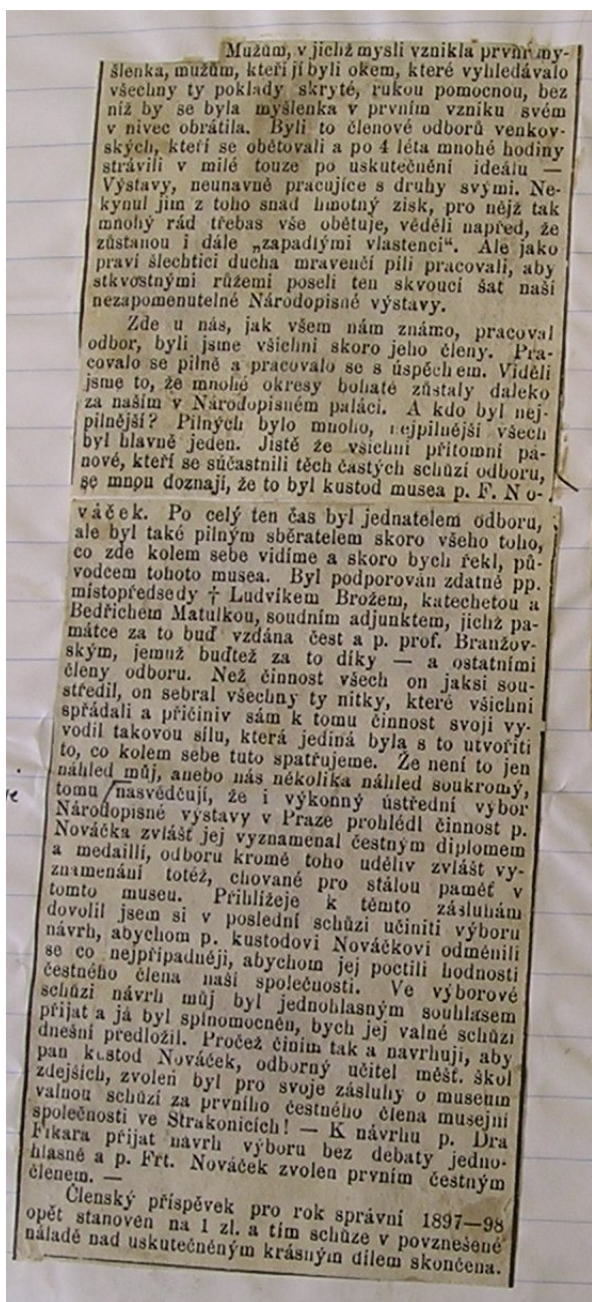 Mužům, v jichž mysli vznikla první my-
šlenka, mužům, kteří jí byli okem, které vyhledávalo
všechny ty poklady skryté, rukou pomocnou, bez
níž by se byla myšlenka v prvním vzniku svém
v nivec obrátila. Byli to členové odborů venkov-
ských, kteří se obětovali a po 4 léta mnohé hodiny
strávili v milé touze po uskutečnění ideálu —
Výstavy, neunavně pracujíce s druhy svými. Ne-
kynul jim z toho snad hmotný zisk, pro nějž tak
mnohý rád třebas vše obětuje, věděli napřed, že
zůstanou i dále „zapadlými vlastenci“. Ale jako
praví šlechtici ducha mravenčí pílí pracovali, aby
stkvostnými růžemi poseli ten skvoucí šat naší
nezapomenutelné Národopisné výstavy.
Zde u nás, jak všem nám známo, pracoval
odbor, byli jsme všichni skoro jeho členy. Pra-
covalo se pilně a pracovalo se s úspěchem. Viděli
jsme to, že mnohé okresy bohaté zůstaly daleko
za naším v Národopisném paláci. A kdo byl nej-
pilnější? Pilných bylo mnoho, nejpilnější všech
byl hlavně jeden. Jistě že všichni přítomní pá-
nové, kteří se súčastnili těch častých schůzí odboru,
se mnou doznají, že to byl kustod musea p. F. No-
váček. Po celý ten čas byl jednatelem odboru,
ale byl také pilným sběratelem skoro všeho toho,
co zde kolem sebe vidíme a skoro bych řekl, pů-
vodcem tohoto musea. Byl podporován zdatně pp.
místopředsedy † Ludvíkem Brožem, katechetou a
Bedřichem Matulkou, soudním adjunktem, jichž pa-
mátce za to buď vzdána čest a p. prof. Branžov-
ským, jemuž buďtež za to díky — a ostatními
členy odboru. Než činnost všech on jaksi sou-
středil, on sebral všechny ty nitky, které všichni
spřádali a přičiniv sám k tomu činnost svoji vy-
vodil takovou sílu, která jediná byla s to utvořiti
to, co kolem sebe tuto spatřujeme. Že není to jen
náhled můj, anebo nás několika náhled soukromý,
tomu nasvědčují, že i výkonný ústřední výbor
Národopisné výstavy v Praze prohlédl činnost p.
Nováčka zvlášť jej vyznamenal čestným diplomem
a medaillí, odboru kromě toho uděliv zvlášť vy-
znamenání totéž, chované pro stálou paměť v
tomto museu. Přihlížeje k těmto zásluhám
dovolil jsem si v poslední schůzi učiniti výboru
návrh, abychom p. kustodovi Nováčkovi odměnili
se co nejpřípadněji, abychom jej poctili hodností
čestného člena naší společnosti. Ve výborové
schůzi návrh můj byl jednohlasným souhlasem
přijat a já byl splnomocněn, bych jej valné schůzi
dnešní předložil. Pročež činím tak a navrhuji, aby
pan kustod Nováček, odborný učitel měšť. škol
zdejších, zvolen byl pro svoje zásluhy o museum
valnou schůzí za prvního čestného člena musejní
společnosti ve Strakonicích! — K návrhu p. Dra
Fikara přijat návrh výboru bez debaty jedno-
hlasně a p. Frt. Nováček zvolen prvním čestným
členem. —
Členský příspěvek pro rok správní 1897—98
opět stanoven na 1 zl. a tím schůze v povznešené
náladě nad uskutečněným krásným dílem skončena.